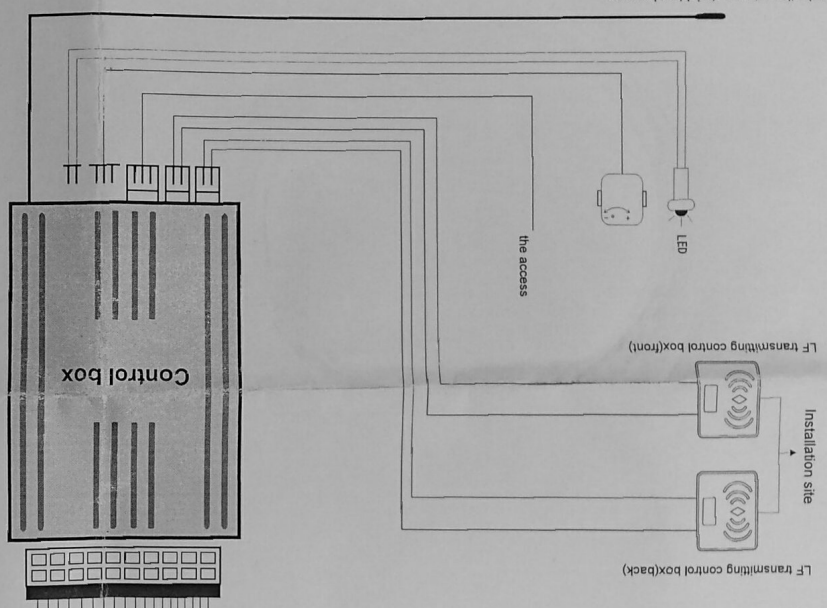 LED
the access
LF transmitting control box(front)
Control box
Installation site
LF transmitting control box(back)